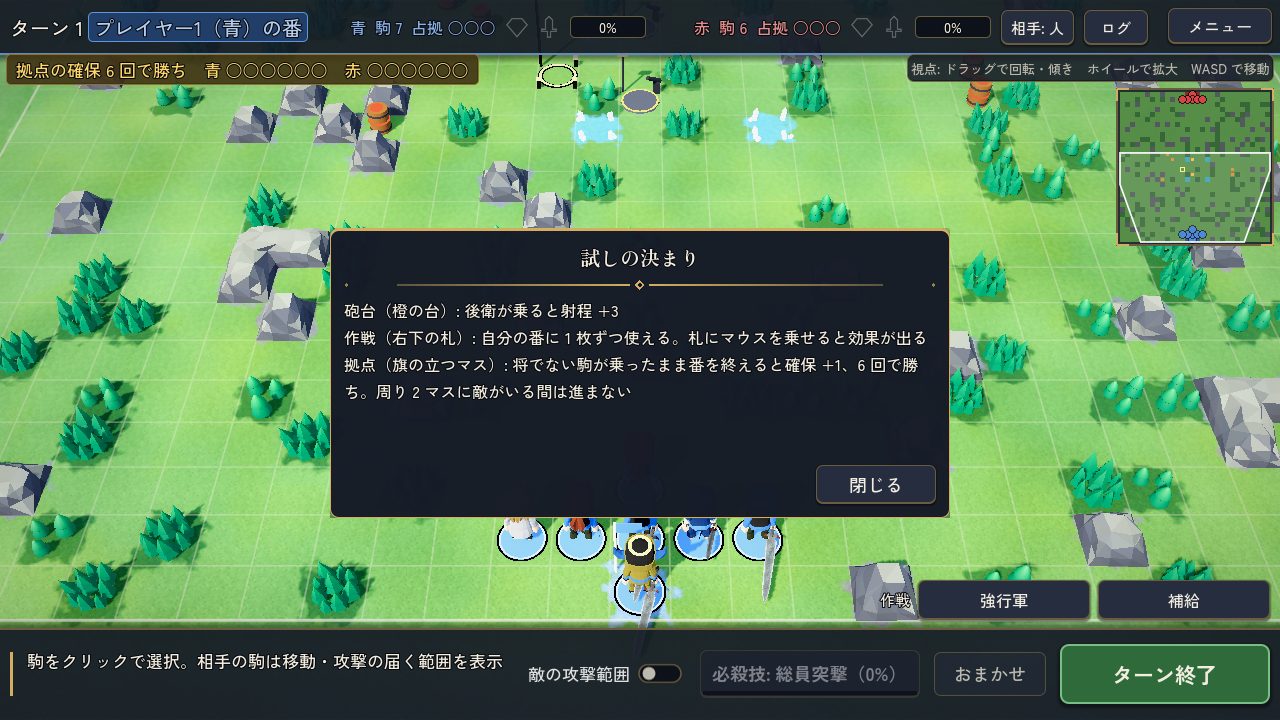 ターン 1 プレイヤー1（青）の番 青 駒 7 占拠 〇〇〇 0% 赤 駒 6 占拠 〇〇〇 0% 相手: 人 ログ メニュー
拠点の確保 6 回で勝ち 青 〇〇〇〇〇〇 赤 〇〇〇〇〇〇
視点: ドラッグで回転・傾き ホイールで拡大 WASD で移動
試しの決まり
砲台（橙の台）: 後衛が乗ると射程 +3
作戦（右下の札）: 自分の番に 1 枚ずつ使える。札にマウスを乗せると効果が出る
拠点（旗の立つマス）: 将でない駒が乗ったまま番を終えると確保 +1、6 回で勝
ち。周り 2 マスに敵がいる間は進まない
閉じる
作戦 強行軍 補給
駒をクリックで選択。相手の駒は移動・攻撃の届く範囲を表示
敵の攻撃範囲 必殺技: 総員突撃（0%） おまかせ ターン終了